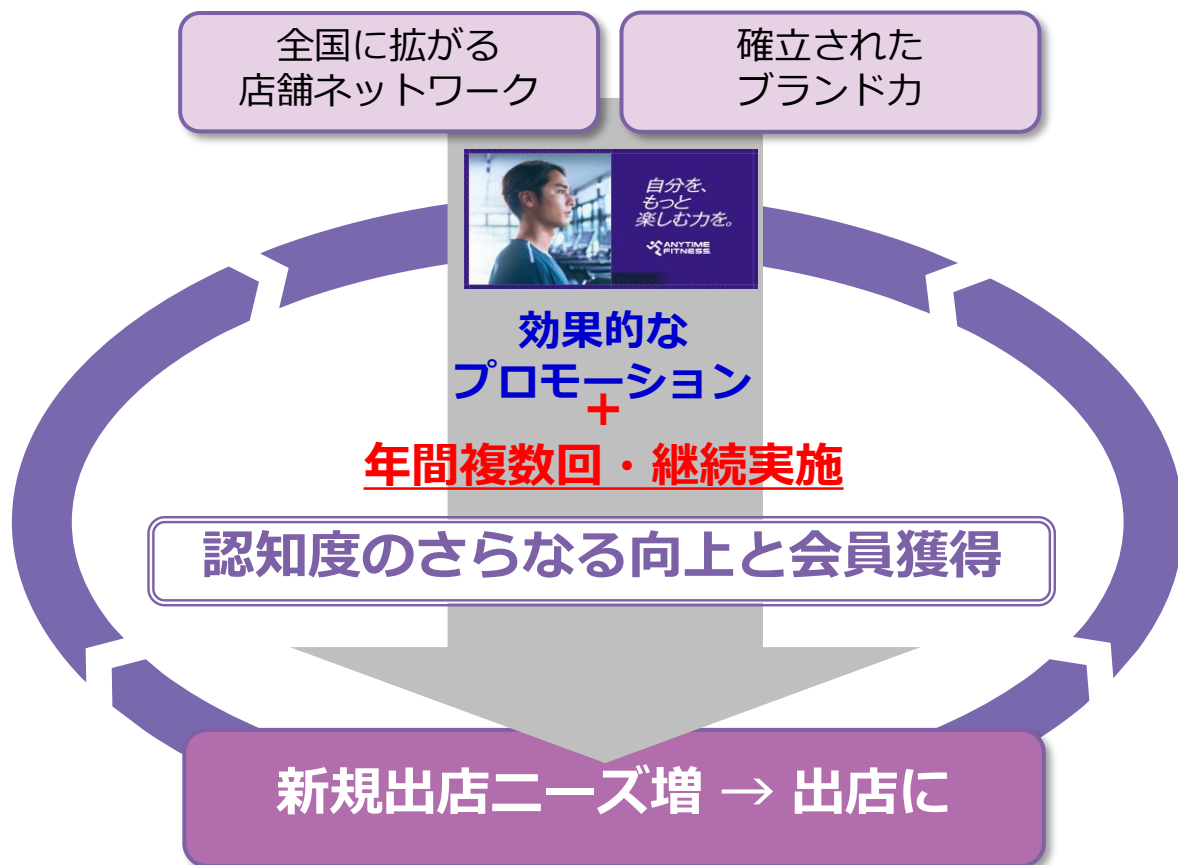 全国に拡がる
店舗ネットワーク
確立された
ブランド力
自分を、
もっと
楽しむ力を。
ANYTIME
FITNESS
効果的な
プロモーション
+
年間複数回・継続実施
認知度のさらなる向上と会員獲得
新規出店ニーズ増 → 出店に